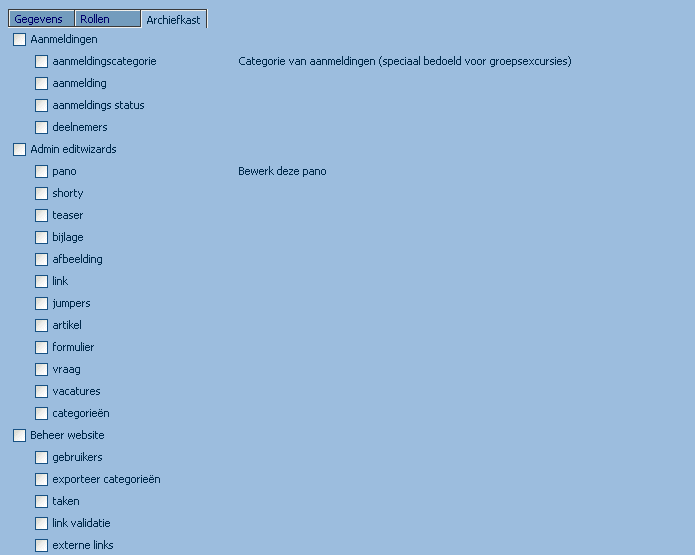 Gegevens Rollen Archiefkast
Aanmeldingen
aanmeldingscategorie Categorie van aanmeldingen (speciaal bedoeld voor groepsexcursies)
aanmelding
aanmeldings status
deelnemers
Admin editwizards
pano Bewerk deze pano
shorty
teaser
bijlage
afbeelding
link
jumpers
artikel
formulier
vraag
vacatures
categorieën
Beheer website
gebruikers
exporteer categorieën
taken
link validatie
externe links